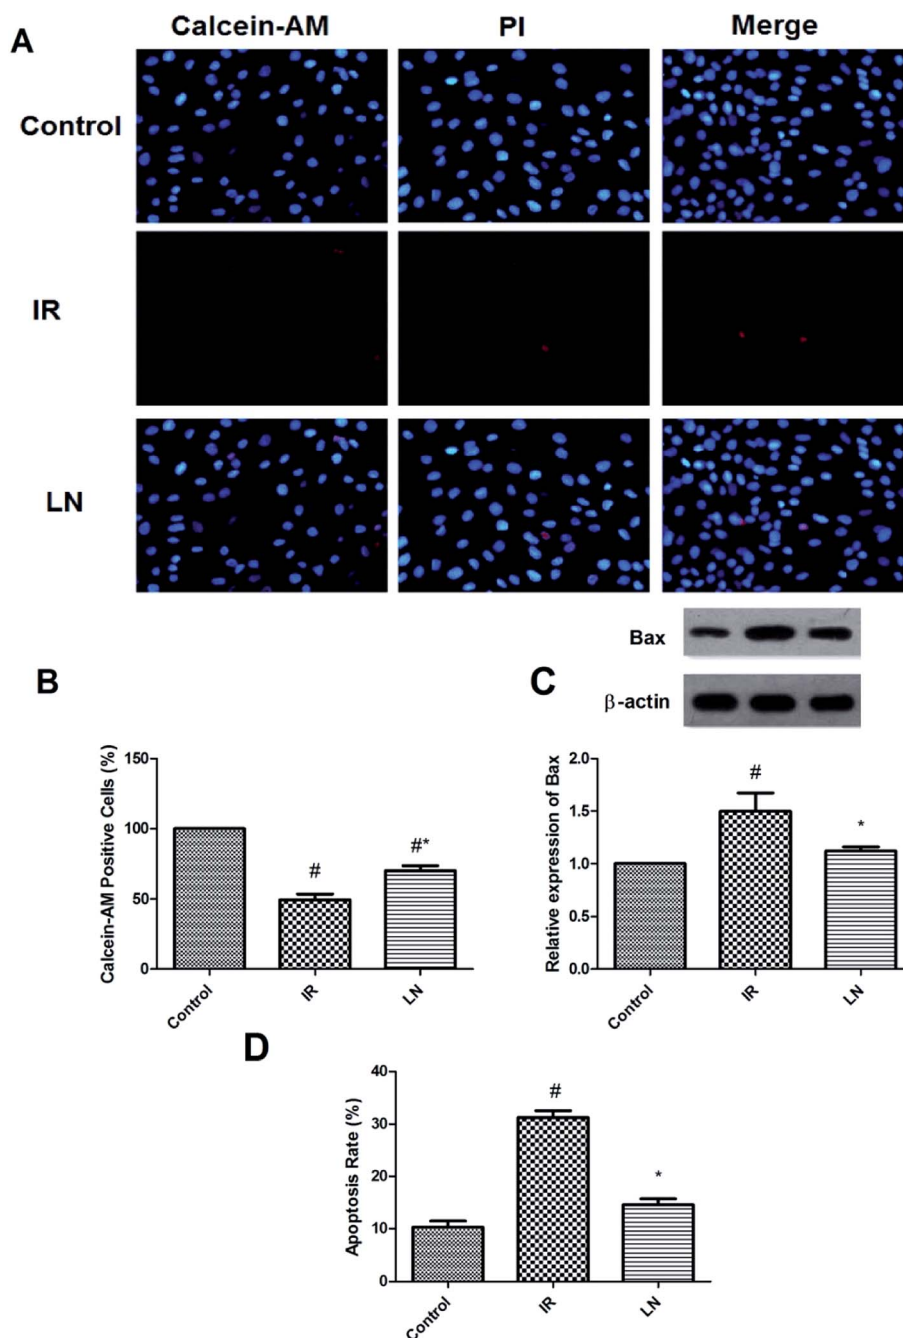 A
Calcein-AM PI Merge
Control
IR
LN
B
C
Bax
β-actin
Calcein-AM Positive Cells (%)
150
100
50
0
#
#*
Control IR LN
Relative expression of Bax
2.0
1.5
1.0
0.5
0.0
#
*
Control IR LN
D
Apoptosis Rate (%)
40
30
20
10
0
#
*
Control IR LN